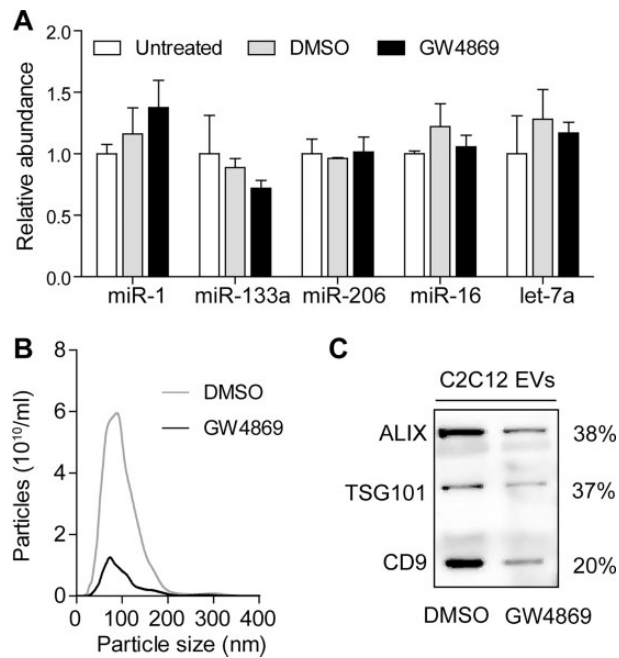 A
Untreated DMSO GW4869
Relative abundance
2.0
1.5
1.0
0.5
0.0
miR-1 miR-133a miR-206 miR-16 let-7a
B
Particles (10¹⁰/ml)
8
6
4
2
0
DMSO
GW4869
0 100 200 300 400
Particle size (nm)
C
C2C12 EVs
ALIX 38%
TSG101 37%
CD9 20%
DMSO GW4869